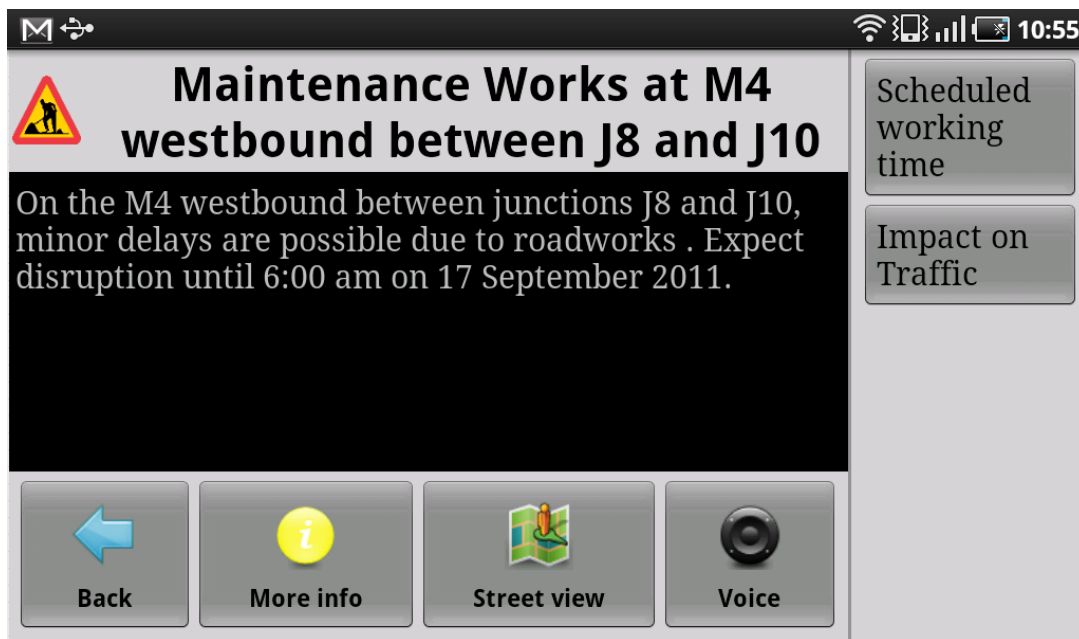 10:55
Maintenance Works at M4
westbound between J8 and J10
On the M4 westbound between junctions J8 and J10,
minor delays are possible due to roadworks . Expect
disruption until 6:00 am on 17 September 2011.
Scheduled
working
time
Impact on
Traffic
Back
More info
Street view
Voice